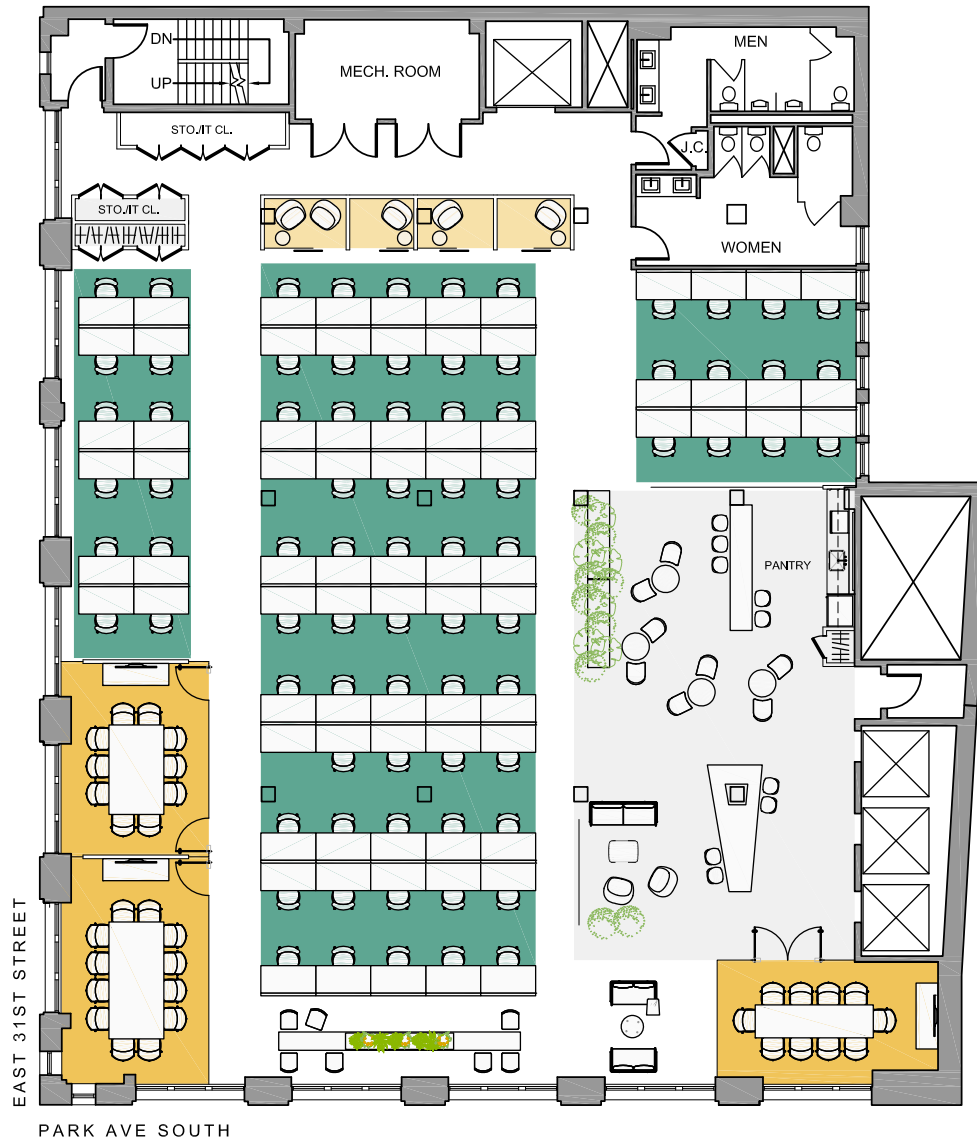 DN
UP
MECH. ROOM
MEN
STO./IT CL.
J.C.
STO./IT CL.
WOMEN
PANTRY
EAST 31ST STREET
PARK AVE SOUTH